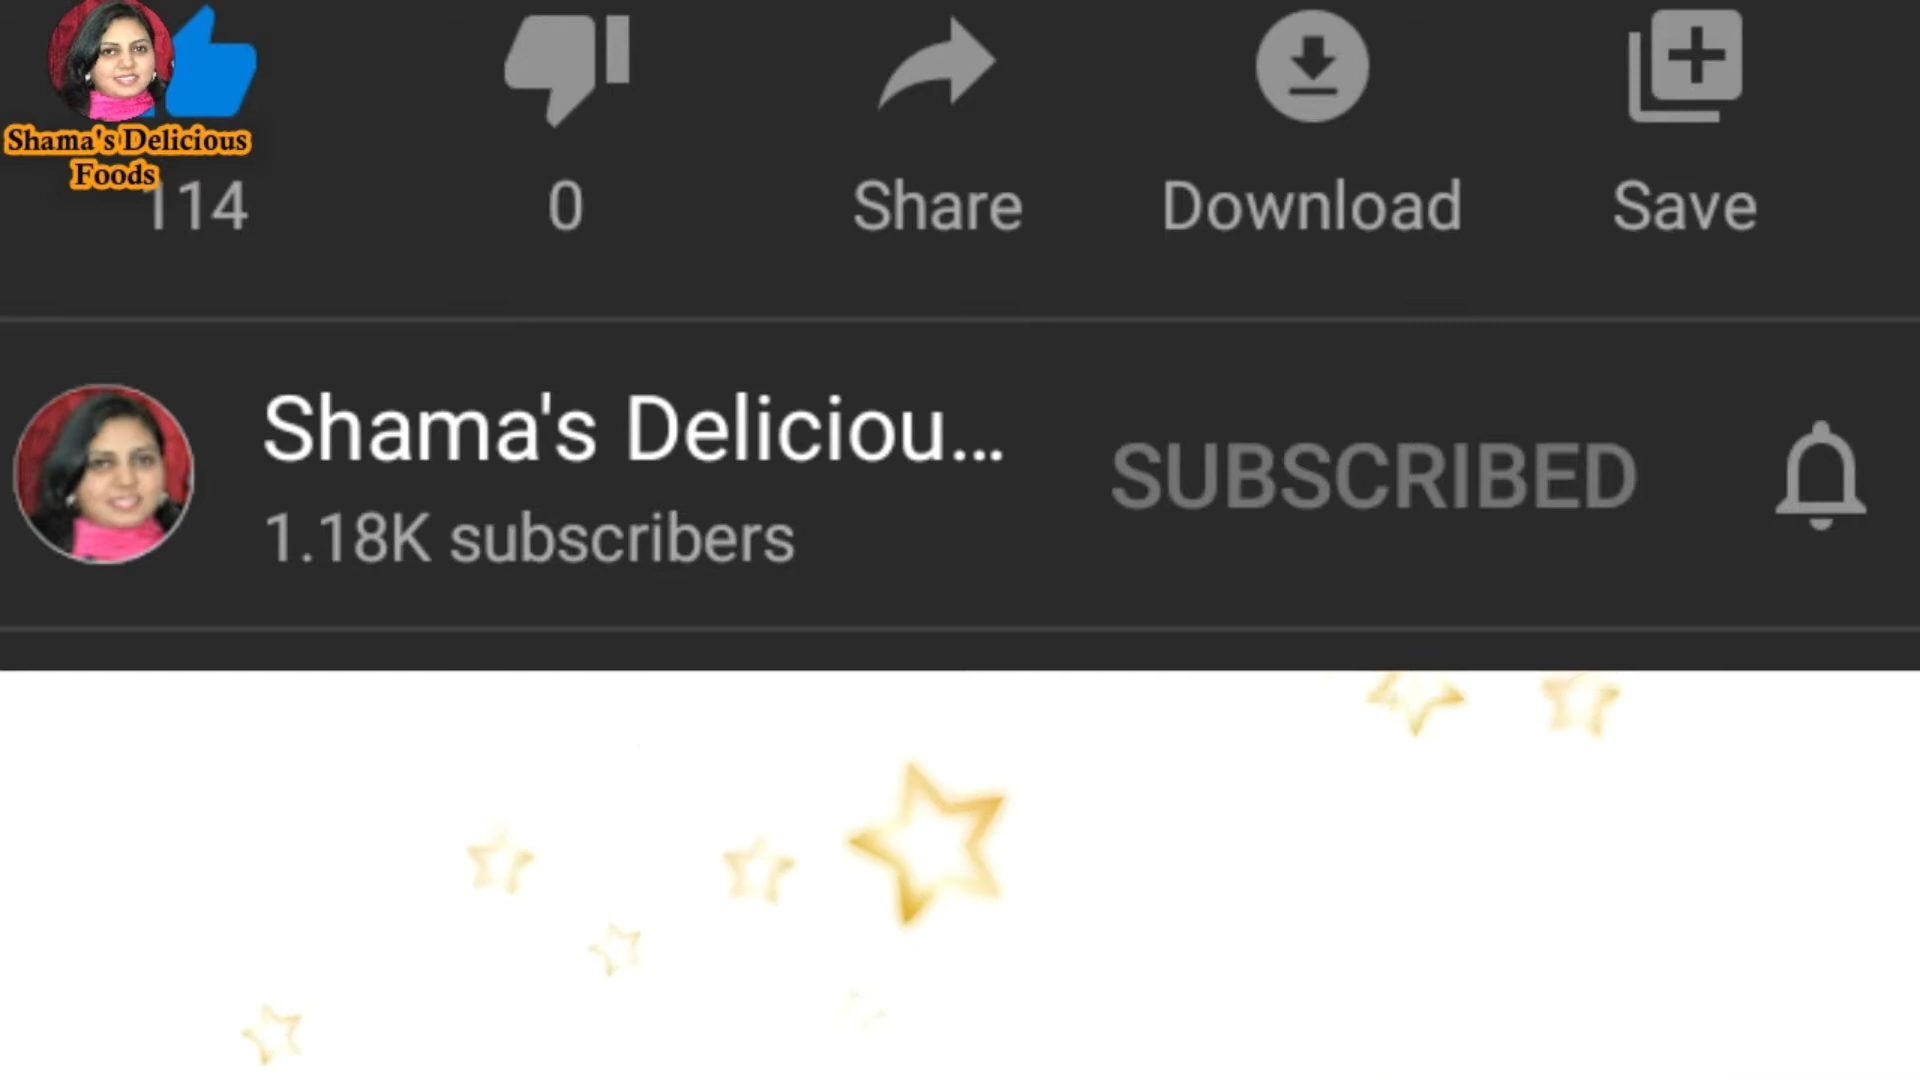 Shama's Delicious
Foods
114
0
Share
Download
Save
Shama's Deliciou...
1.18K subscribers
SUBSCRIBED